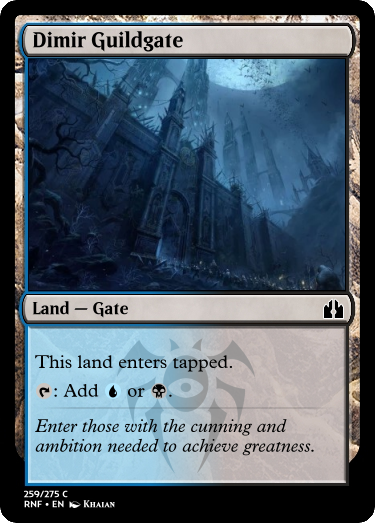 Dimir Guildgate
Land — Gate
This land enters tapped.
: Add or .
Enter those with the cunning and
ambition needed to achieve greatness.
259/275 C
RNF • EN Khaian